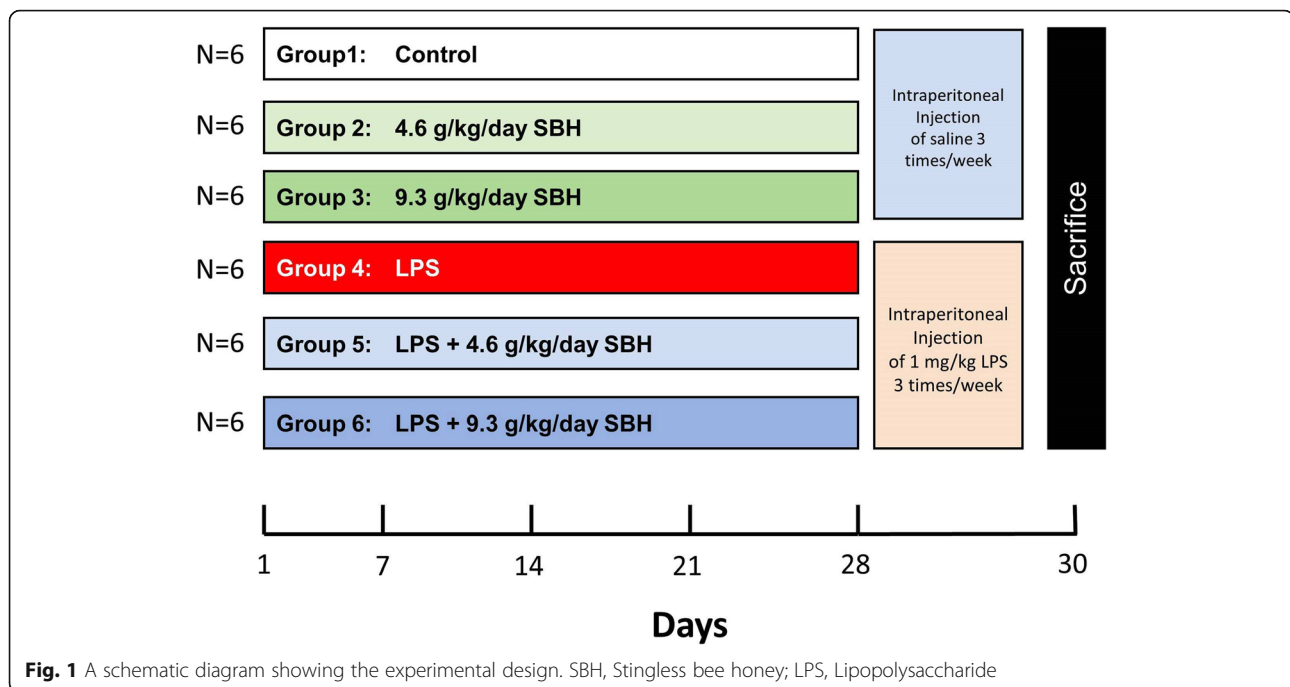 N=6 Group1: Control
N=6 Group 2: 4.6 g/kg/day SBH
N=6 Group 3: 9.3 g/kg/day SBH
N=6 Group 4: LPS
N=6 Group 5: LPS + 4.6 g/kg/day SBH
N=6 Group 6: LPS + 9.3 g/kg/day SBH
Intraperitoneal
Injection
of saline 3
times/week
Intraperitoneal
Injection
of 1 mg/kg LPS
3 times/week
Sacrifice
1 7 14 21 28 30
Days
Fig. 1 A schematic diagram showing the experimental design. SBH, Stingless bee honey; LPS, Lipopolysaccharide